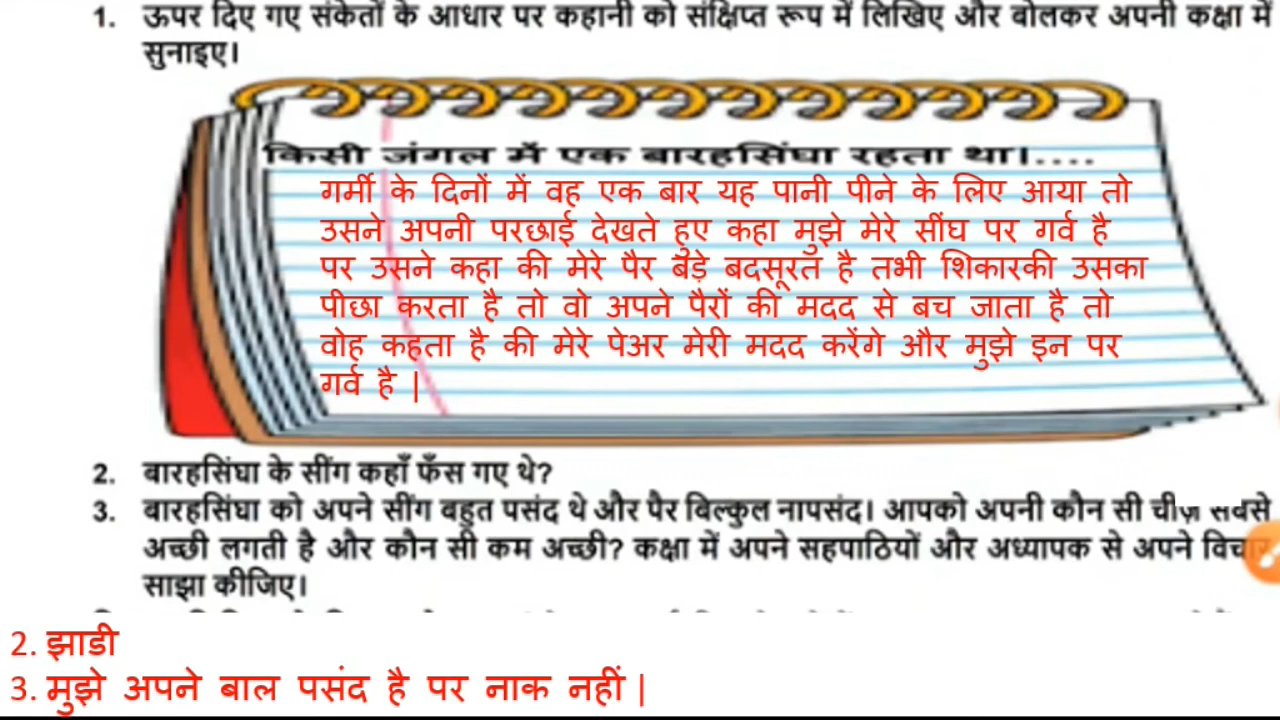 1. ऊपर दिए गए संकेतों के आधार पर कहानी को संक्षिप्त रूप में लिखिए और बोलकर अपनी कक्षा में
सुनाइए।
किसी जंगल में एक बारहसिंघा रहता था।....
गर्मी के दिनों में वह एक बार यह पानी पीने के लिए आया तो
उसने अपनी परछाई देखते हुए कहा मुझे मेरे सींघ पर गर्व है
पर उसने कहा की मेरे पैर बड़े बदसूरत है तभी शिकारकी उसका
पीछा करता है तो वो अपने पैरों की मदद से बच जाता है तो
वोह कहता है की मेरे पेअर मेरी मदद करेंगे और मुझे इन पर
गर्व है |
2. बारहसिंघा के सींग कहाँ फँस गए थे?
3. बारहसिंघा को अपने सींग बहुत पसंद थे और पैर बिल्कुल नापसंद। आपको अपनी कौन सी चीज़ सबसे
अच्छी लगती है और कौन सी कम अच्छी? कक्षा में अपने सहपाठियों और अध्यापक से अपने विचार
साझा कीजिए।
2. झाडी
3. मुझे अपने बाल पसंद है पर नाक नहीं |